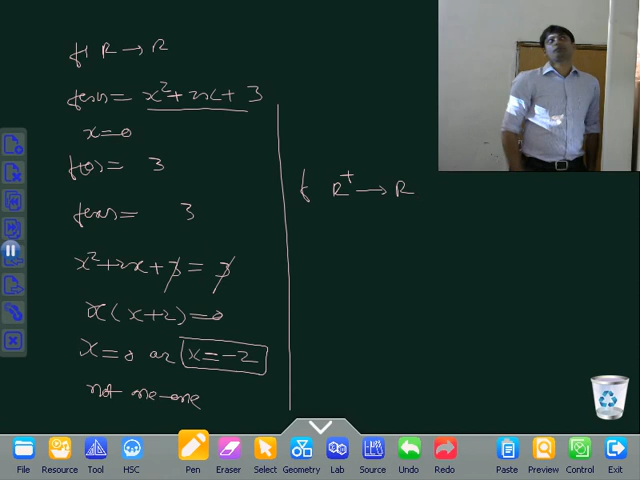 f: R → R
f(x) = x² + 2x + 3
x = 0
f(0) = 3
f(x) = 3
x² + 2x + 3 = 3
x(x+2) = 0
x = 0 or x = -2
not one-one
f R⁺ → R
File Resource Tool HSC Pen Eraser Select Geometry Lab Source Undo Redo Paste Preview Control Exit